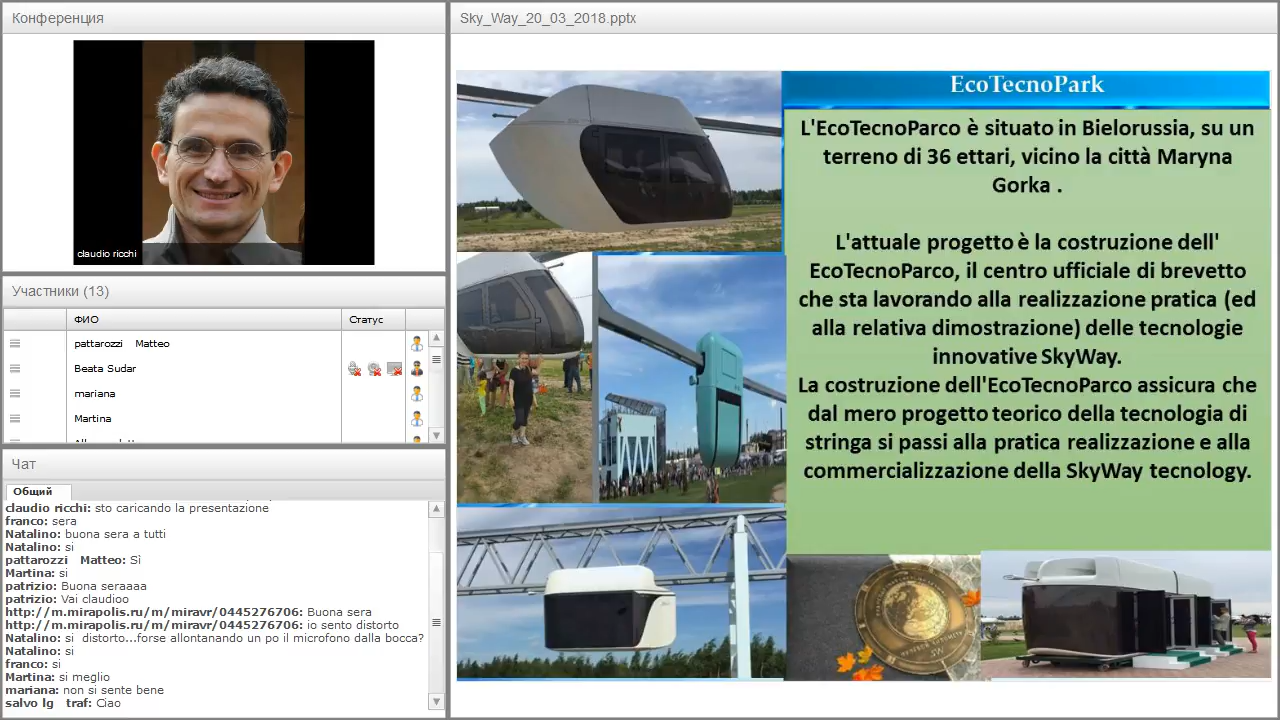 Конференция
claudio ricchi
Участники (13)
ФИО
Статус
pattarozzi Matteo
Beata Sudar
mariana
Martina
Чат
Общий
claudio ricchi: sto caricando la presentazione
franco: sera
Natalino: buona sera a tutti
Natalino: si
pattarozzi Matteo: Sì
Martina: si
patrizio: Buona seraaaa
patrizio: Vai claudioo
http://m.mirapolis.ru/m/miravr/0445276706: Buona sera
http://m.mirapolis.ru/m/miravr/0445276706: io sento distorto
Natalino: si distorto...forse allontanando un po il microfono dalla bocca?
Natalino: si
franco: si
Martina: si meglio
mariana: non si sente bene
salvo lg traf: Ciao
Sky_Way_20_03_2018.pptx
EcoTecnoPark
L'EcoTecnoParco è situato in Bielorussia, su un
terreno di 36 ettari, vicino la città Maryna
Gorka .
L'attuale progetto è la costruzione dell'
EcoTecnoParco, il centro ufficiale di brevetto
che sta lavorando alla realizzazione pratica (ed
alla relativa dimostrazione) delle tecnologie
innovative SkyWay.
La costruzione dell'EcoTecnoParco assicura che
dal mero progetto teorico della tecnologia di
stringa si passi alla pratica realizzazione e alla
commercializzazione della SkyWay tecnology.
SW